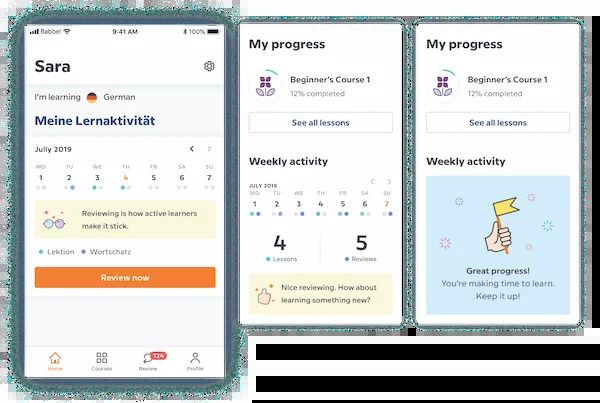 Babbel 9:41 AM 100%
Sara
I'm learning German
Meine Lernaktivität
July 2019
MO TU WE TH FR SA SU
1 2 3 4 5 6 7
Reviewing is how active learners
make it stick.
Lektion Wortschatz
Review now
124
Home Courses Review Profile
My progress
Beginner's Course 1
12% completed
See all lessons
Weekly activity
JULY 2019
MO TU WE TH FR SA SU
1 2 3 4 5 6 7
4 5
Lessons Reviews
Nice reviewing. How about
learning something new?
My progress
Beginner's Course 1
12% completed
See all lessons
Weekly activity
Great progress!
You're making time to learn.
Keep it up!